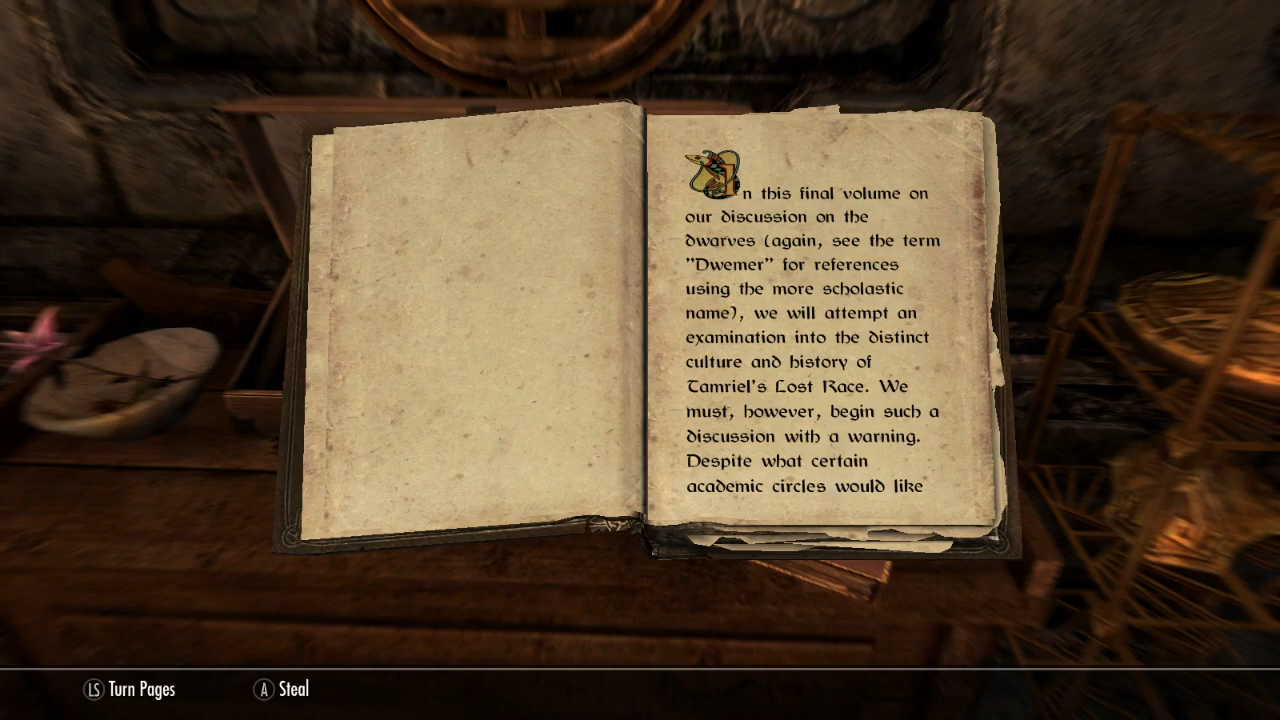 In this final volume on
our discussion on the
dwarves (again, see the term
"Dwemer" for references
using the more scholastic
name), we will attempt an
examination into the distinct
culture and history of
Tamriel's Lost Race. We
must, however, begin such a
discussion with a warning.
Despite what certain
academic circles would like
LS Turn Pages
A Steal